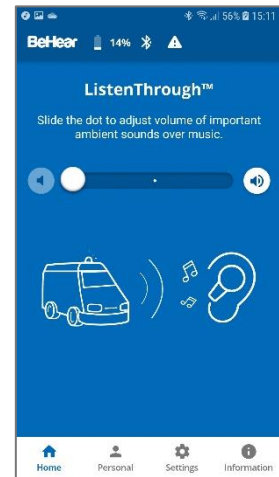 56% 15:11
BeHear 14%
ListenThrough™
Slide the dot to adjust volume of important
ambient sounds over music.
Home Personal Settings Information